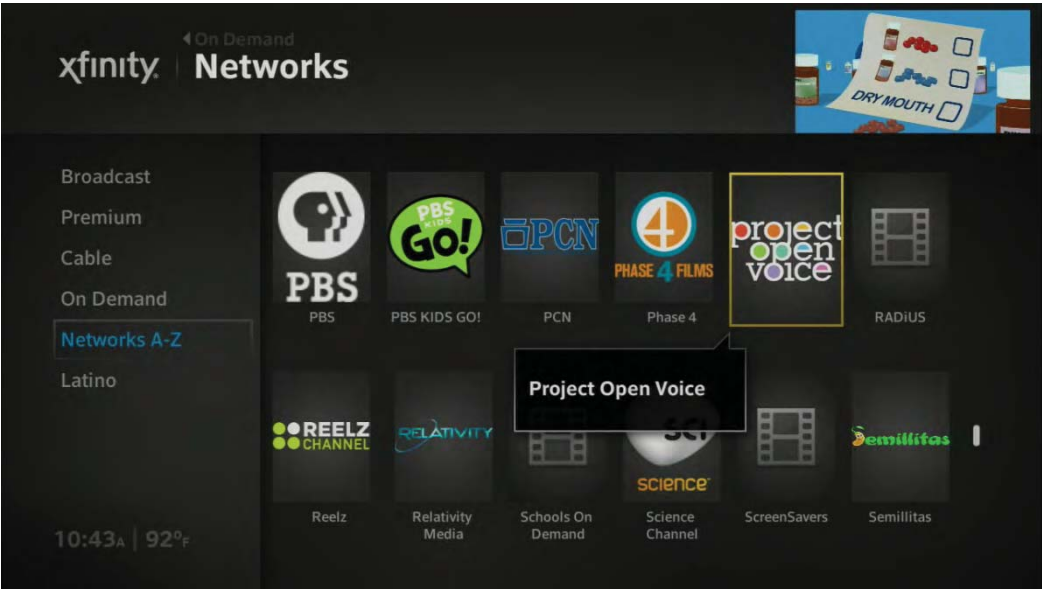 On Demand
xfinity. Networks
DRY MOUTH
Broadcast
Premium
Cable
On Demand
Networks A-Z
Latino
10:43A | 92°F
PBS
PBS
KIDS
GO!
PCN
4
PHASE 4 FILMS
project
open
voice
PBS
PBS KIDS GO!
PCN
Phase 4
RADiUS
Project Open Voice
REELZ
CHANNEL
RELATIVITY
SCI
science
Semillitas
Reelz
Relativity
Media
Schools On
Demand
Science
Channel
ScreenSavers
Semillitas